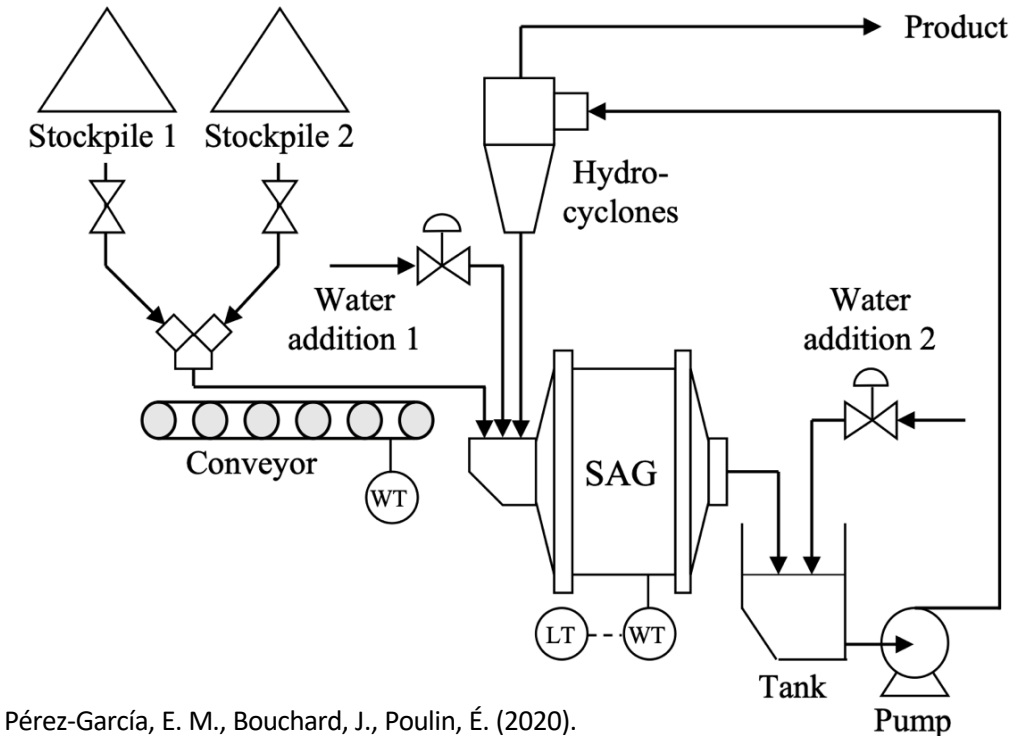 Product
Stockpile 1
Stockpile 2
Hydro-
cyclones
Water
addition 1
Water
addition 2
Conveyor
WT
SAG
LT
WT
Tank
Pump
Pérez-García, E. M., Bouchard, J., Poulin, É. (2020).